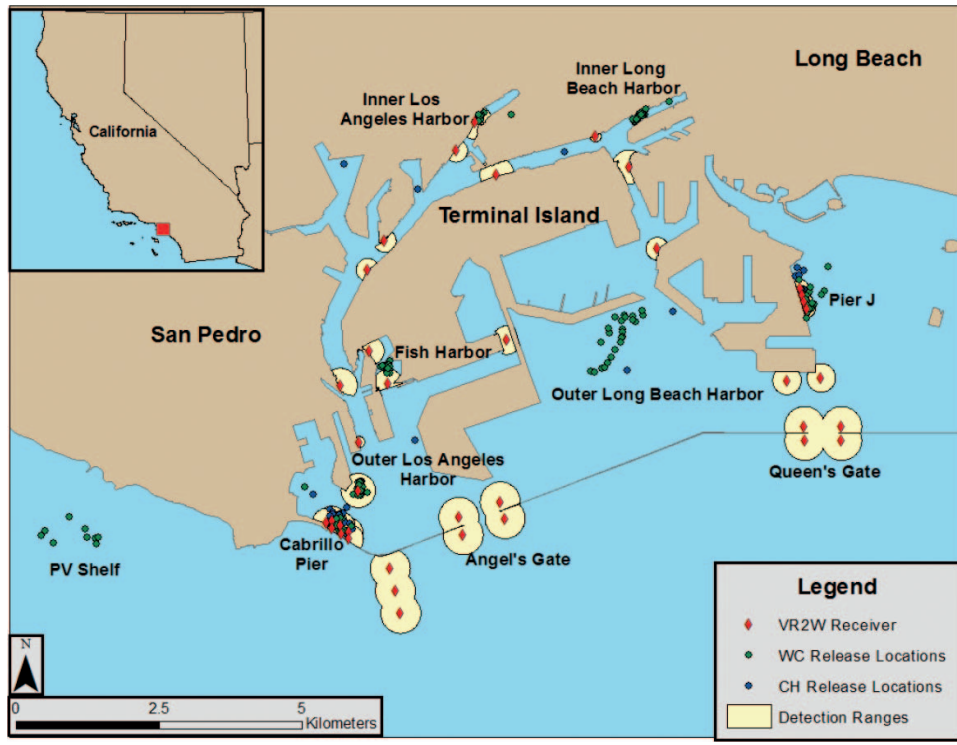 California
Long Beach
Inner Long
Beach Harbor
Inner Los
Angeles Harbor
Terminal Island
Pier J
San Pedro
Fish Harbor
Outer Long Beach Harbor
Outer Los Angeles
Harbor
Queen's Gate
Cabrillo
Pier
Angel's Gate
PV Shelf
Legend
VR2W Receiver
WC Release Locations
CH Release Locations
Detection Ranges
N
0 2.5 5
Kilometers